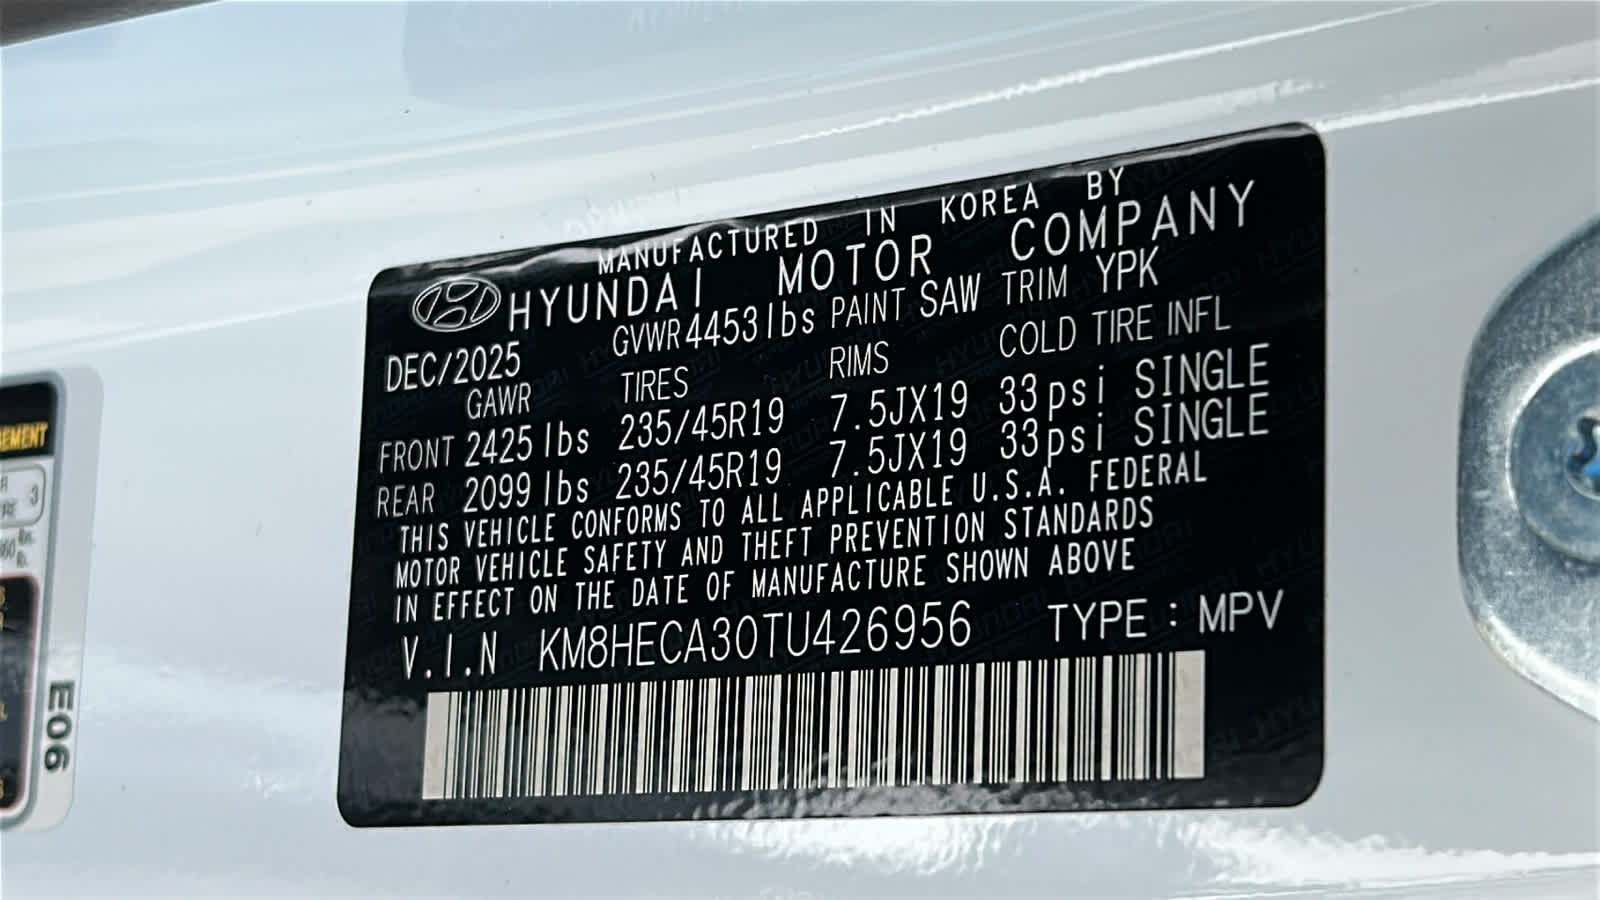 MANUFACTURED IN KOREA BY
HYUNDAI MOTOR COMPANY
DEC/2025 GVWR 4453lbs PAINT SAW TRIM YPK
GAWR TIRES RIMS COLD TIRE INFL
FRONT 2425 lbs 235/45R19 7.5JX19 33psi SINGLE
REAR 2099 lbs 235/45R19 7.5JX19 33psi SINGLE
THIS VEHICLE CONFORMS TO ALL APPLICABLE U.S.A. FEDERAL
MOTOR VEHICLE SAFETY AND THEFT PREVENTION STANDARDS
IN EFFECT ON THE DATE OF MANUFACTURE SHOWN ABOVE
V.I.N KM8HECA30TU426956 TYPE : MPV
E06
3